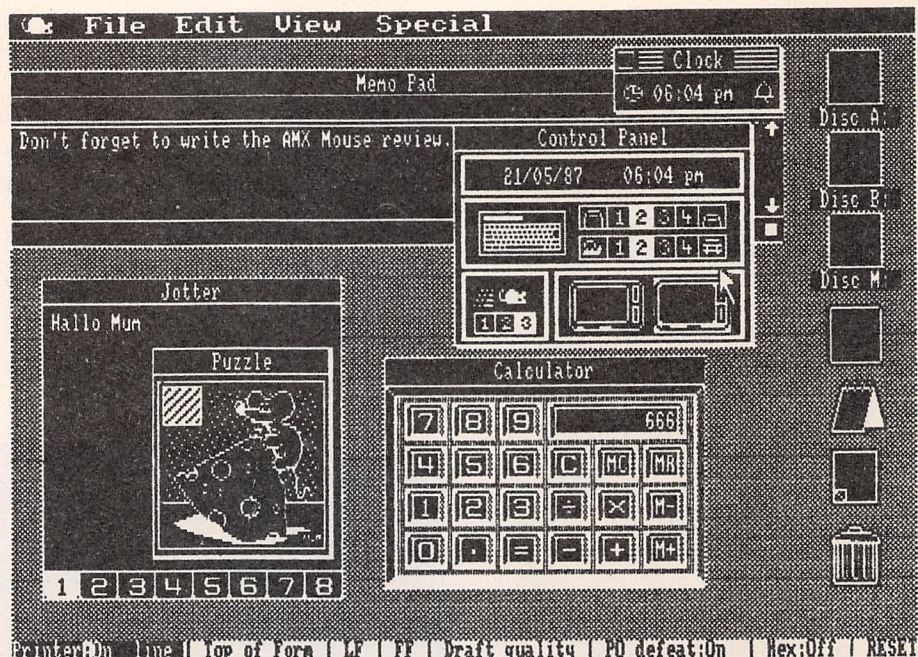 File Edit View Special
Clock
06:04 pm
Memo Pad
Don't forget to write the AMX Mouse review.
Control Panel
21/05/87 06:04 pm
1 2 3 4
1 2 3 4
1 2 3
Disc A:
Disc B:
Disc M:
Jotter
Hallo Mum
Puzzle
1 2 3 4 5 6 7 8
Calculator
7 8 9 666
4 5 6 C MC MR
1 2 3 ÷ × M-
0 . = - + M+
Printer:On line | Top of Form | LF | FF | Draft quality | PO defeat:On | Hex:Off | RESET